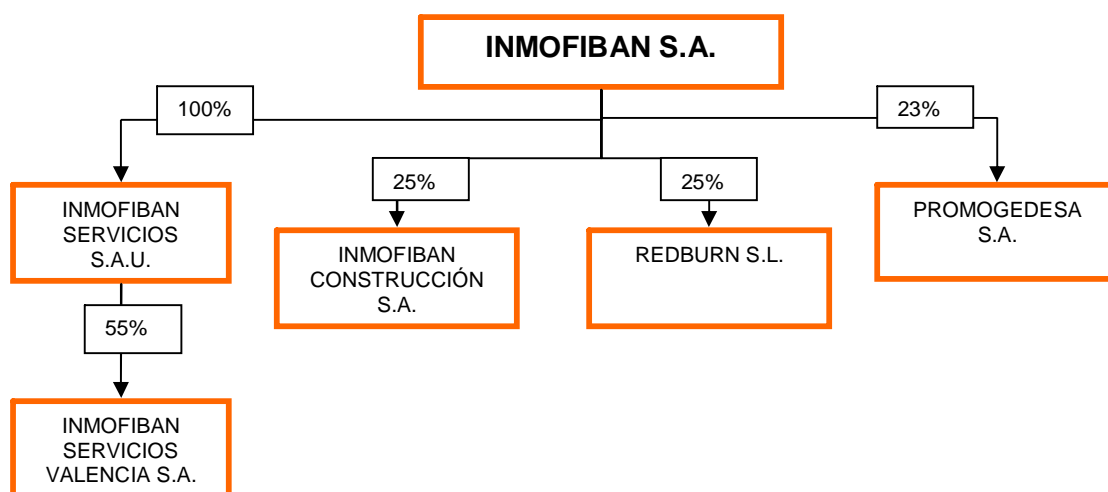 INMOFIBAN S.A.
100%
23%
25%
25%
INMOFIBAN
SERVICIOS
S.A.U.
INMOFIBAN
CONSTRUCCIÓN
S.A.
REDBURN S.L.
PROMOGEDESA
S.A.
55%
INMOFIBAN
SERVICIOS
VALENCIA S.A.